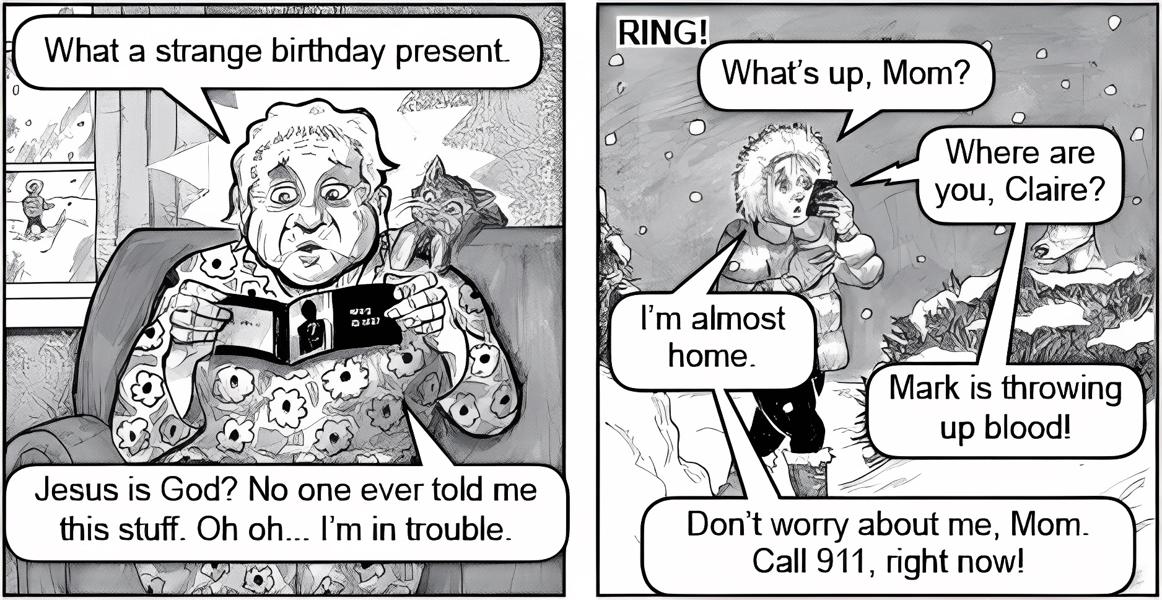 What a strange birthday present.
Jesus is God? No one ever told me
this stuff. Oh oh... I'm in trouble.
RING!
What's up, Mom?
Where are
you, Claire?
I'm almost
home.
Mark is throwing
up blood!
Don't worry about me, Mom.
Call 911, right now!